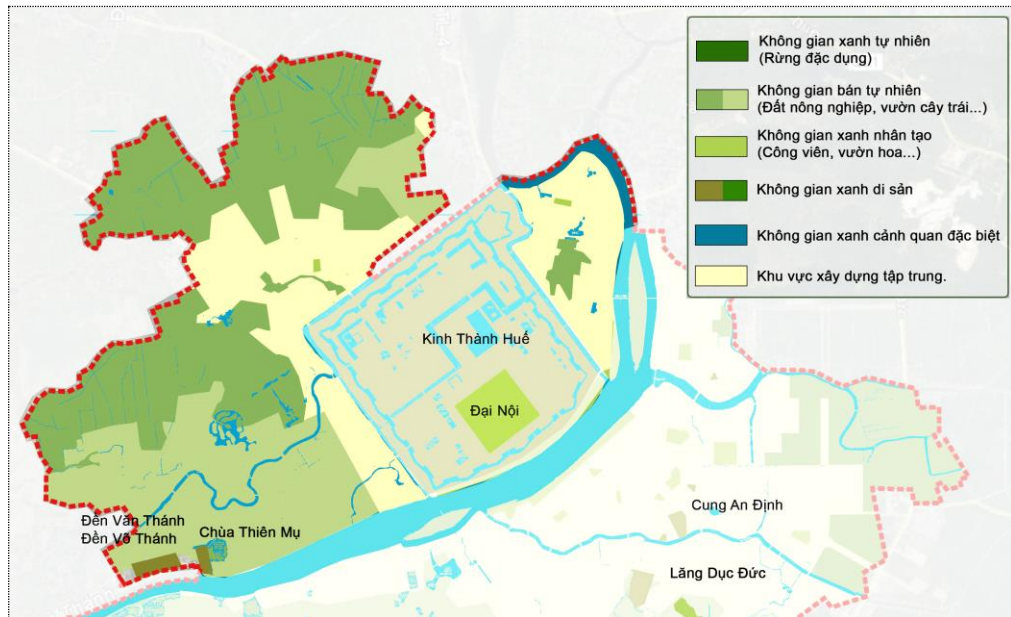 Không gian xanh tự nhiên
(Rừng đặc dụng)
Không gian bán tự nhiên
(Đất nông nghiệp, vườn cây trái...)
Không gian xanh nhân tạo
(Công viên, vườn hoa...)
Không gian xanh di sản
Không gian xanh cảnh quan đặc biệt
Khu vực xây dựng tập trung.
Kinh Thành Huế
Đại Nội
Cung An Định
Đền Văn Thánh
Đền Võ Thánh
Chùa Thiên Mụ
Lăng Dục Đức